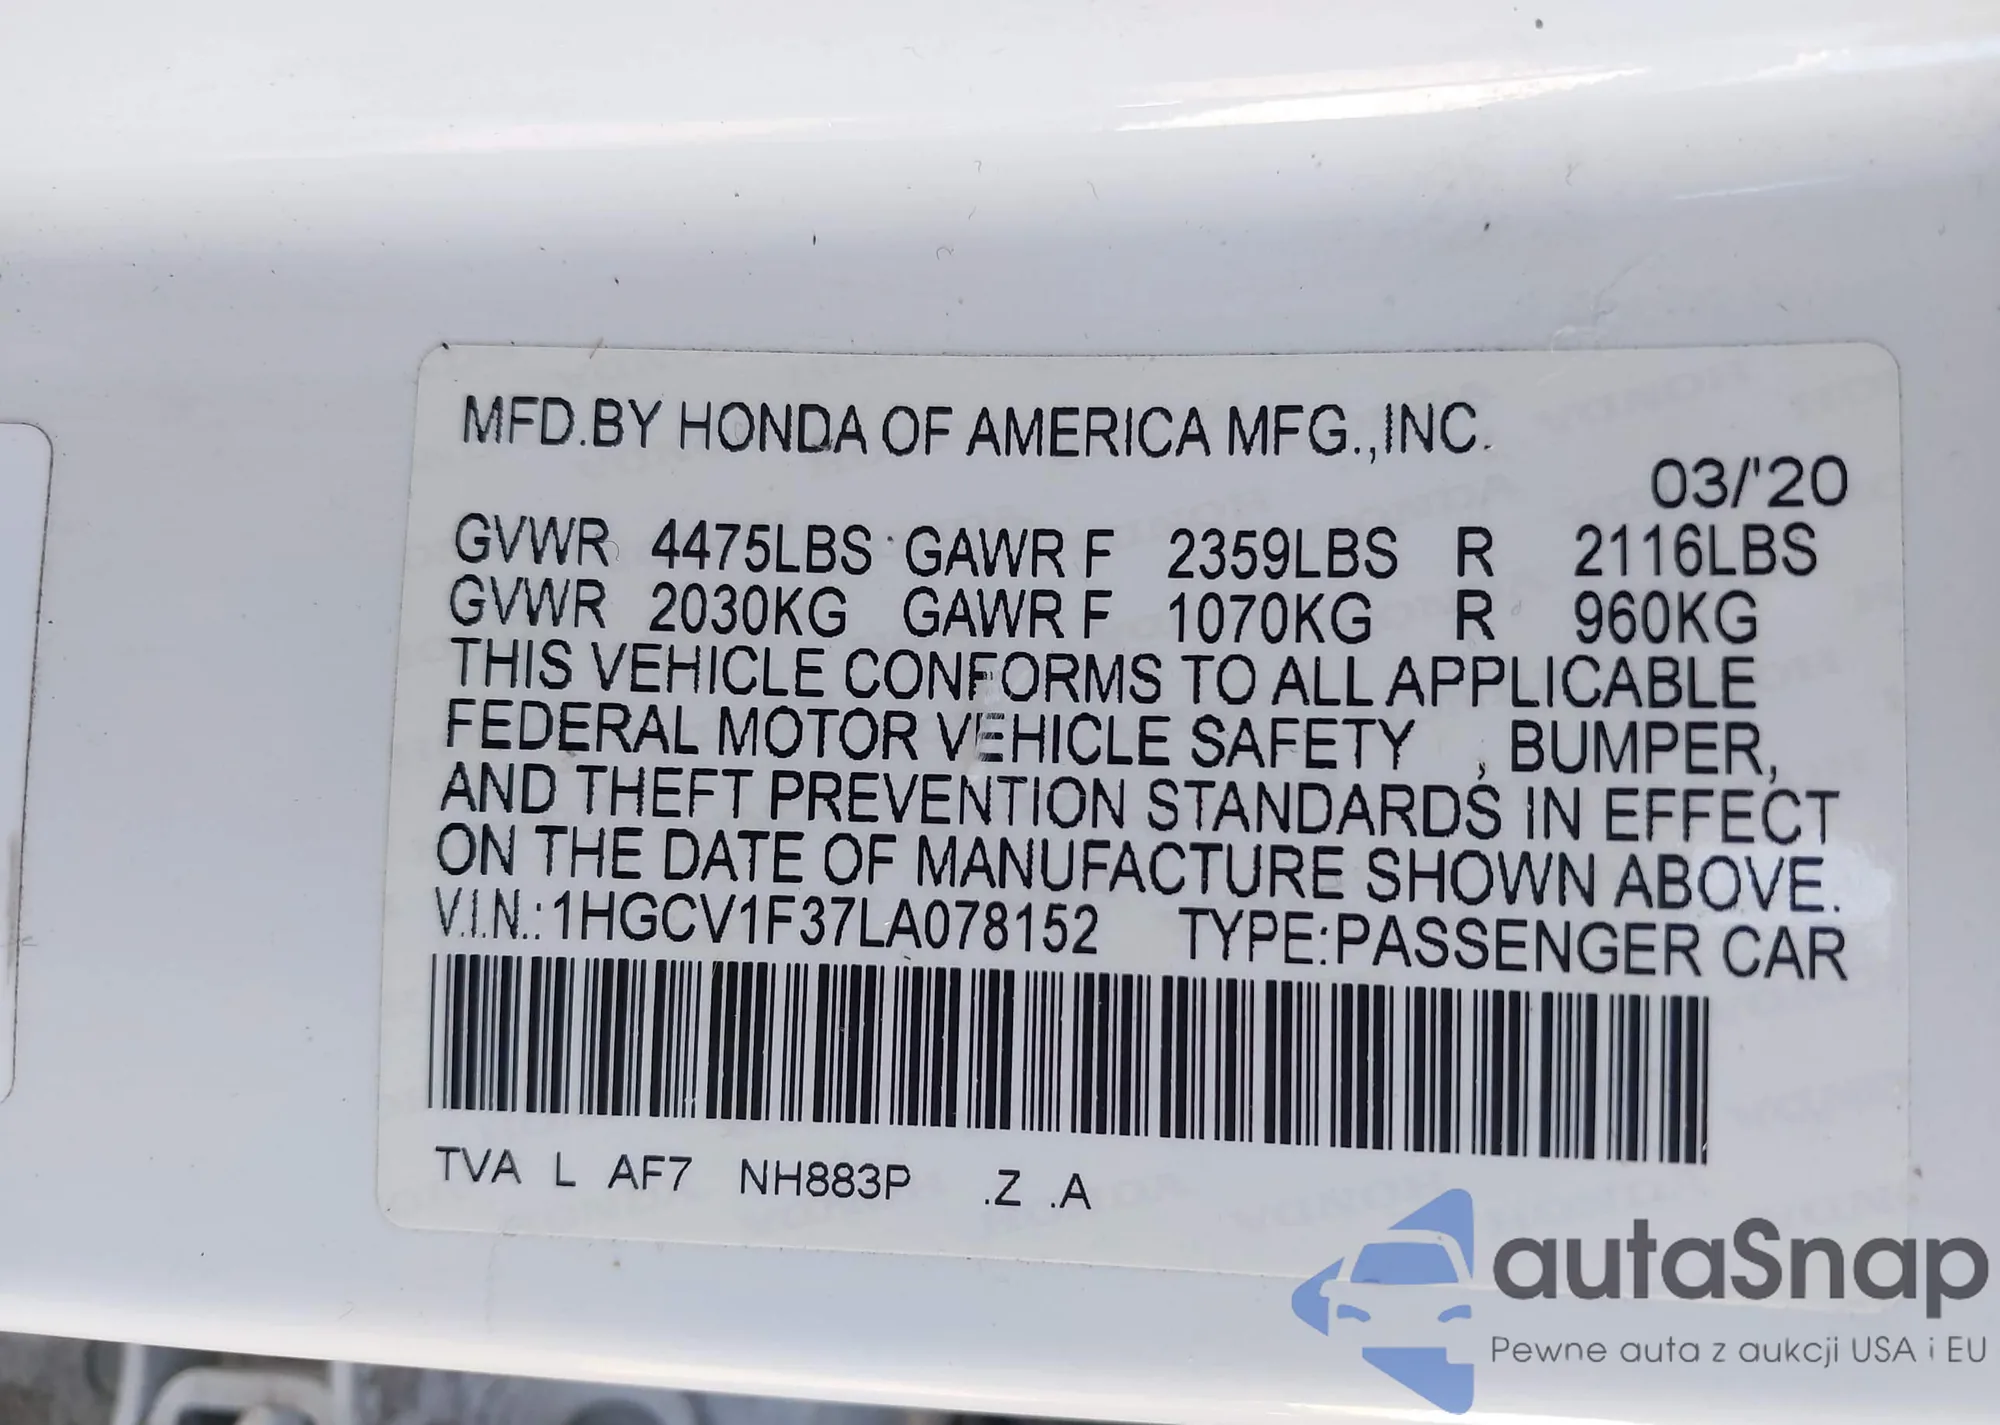 MFD.BY HONDA OF AMERICA MFG.,INC.
03/'20
GVWR 4475LBS GAWR F 2359LBS R 2116LBS
GVWR 2030KG GAWR F 1070KG R 960KG
THIS VEHICLE CONFORMS TO ALL APPLICABLE
FEDERAL MOTOR VEHICLE SAFETY , BUMPER,
AND THEFT PREVENTION STANDARDS IN EFFECT
ON THE DATE OF MANUFACTURE SHOWN ABOVE.
V.I.N.:1HGCV1F37LA078152 TYPE:PASSENGER CAR
TVA L AF7 NH883P .Z .A
autaSnap
Pewne auta z aukcji USA i EU